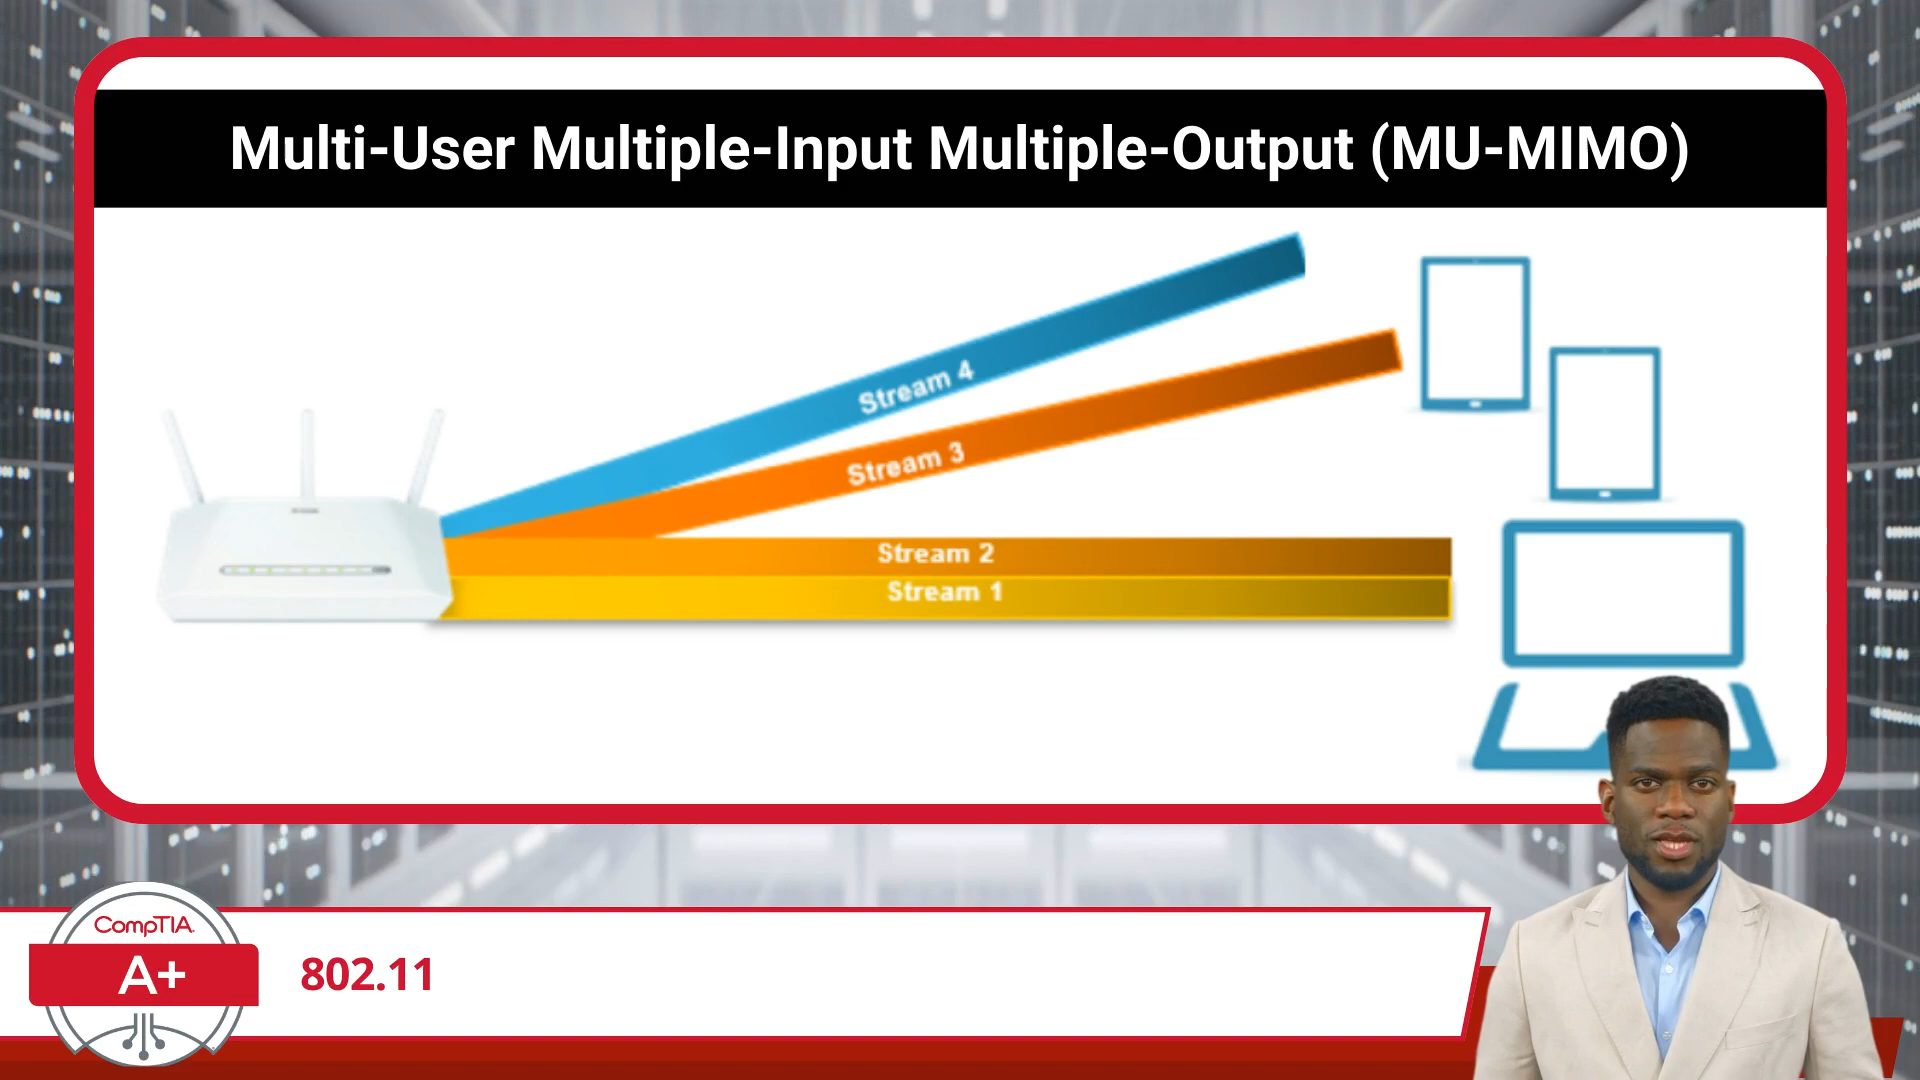 Multi-User Multiple-Input Multiple-Output (MU-MIMO)
Stream 4
Stream 3
Stream 2
Stream 1
CompTIA.
A+
802.11